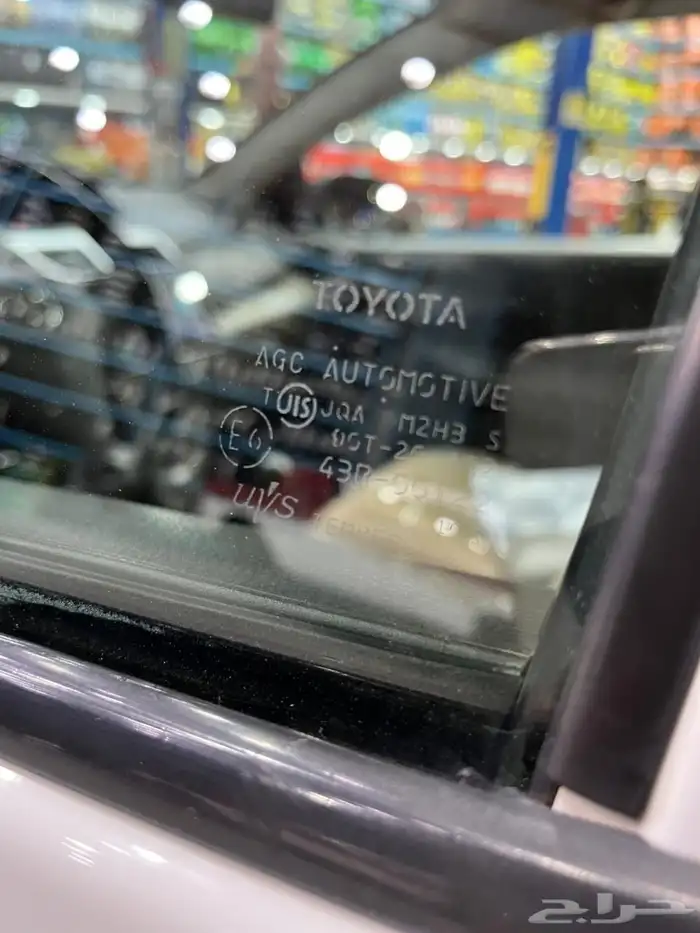 TOYOTA
AGC AUTOMOTIVE
JIS JQA M2H3 S
E6
UVS
حراج